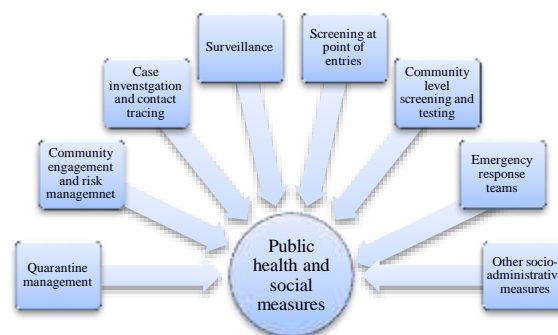 Surveillance
Screening at
point of
entries
Case
invenstgation
and contact
tracing
Community
level
screening and
testing
Community
engagement
and risk
managemnet
Emergency
response
teams
Quarantine
management
Public
health and
social
measures
Other socio-
administrative
measures